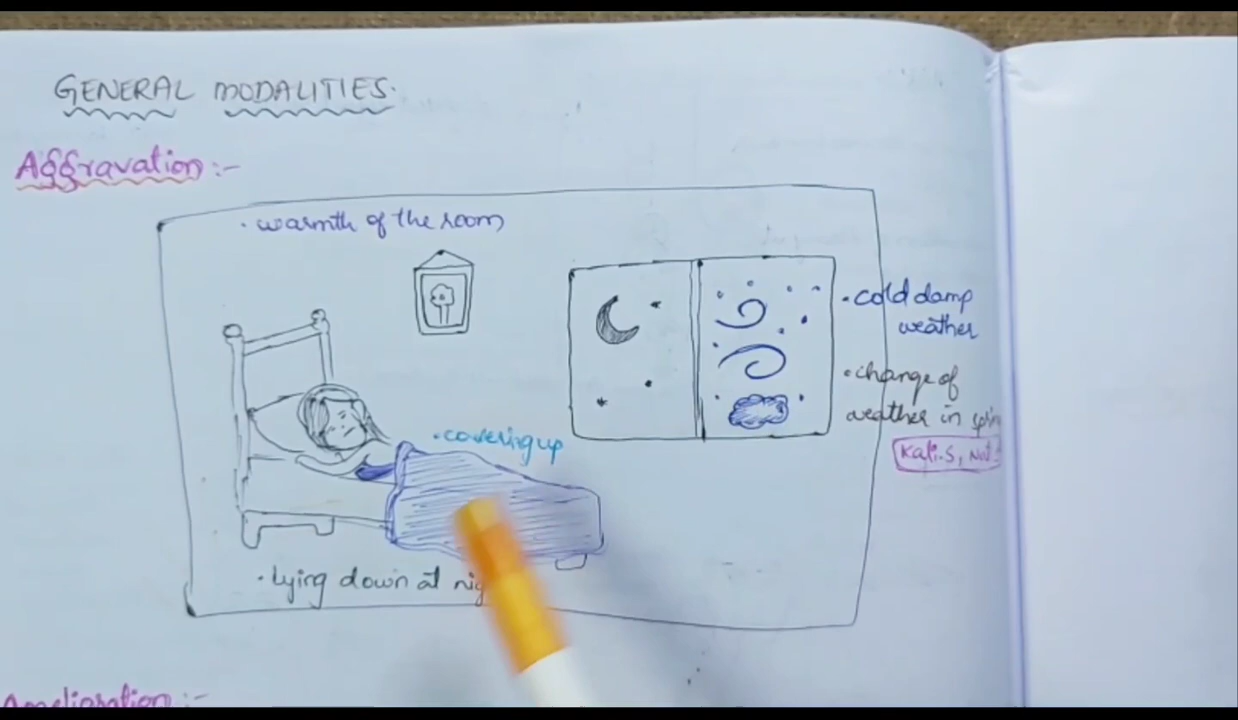 GENERAL MODALITIES.
Aggravation :-
· warmth of the room
· cold damp
weather
· change of
weather in
Kali.S,
· covering up
· lying down at
Amelioration :-